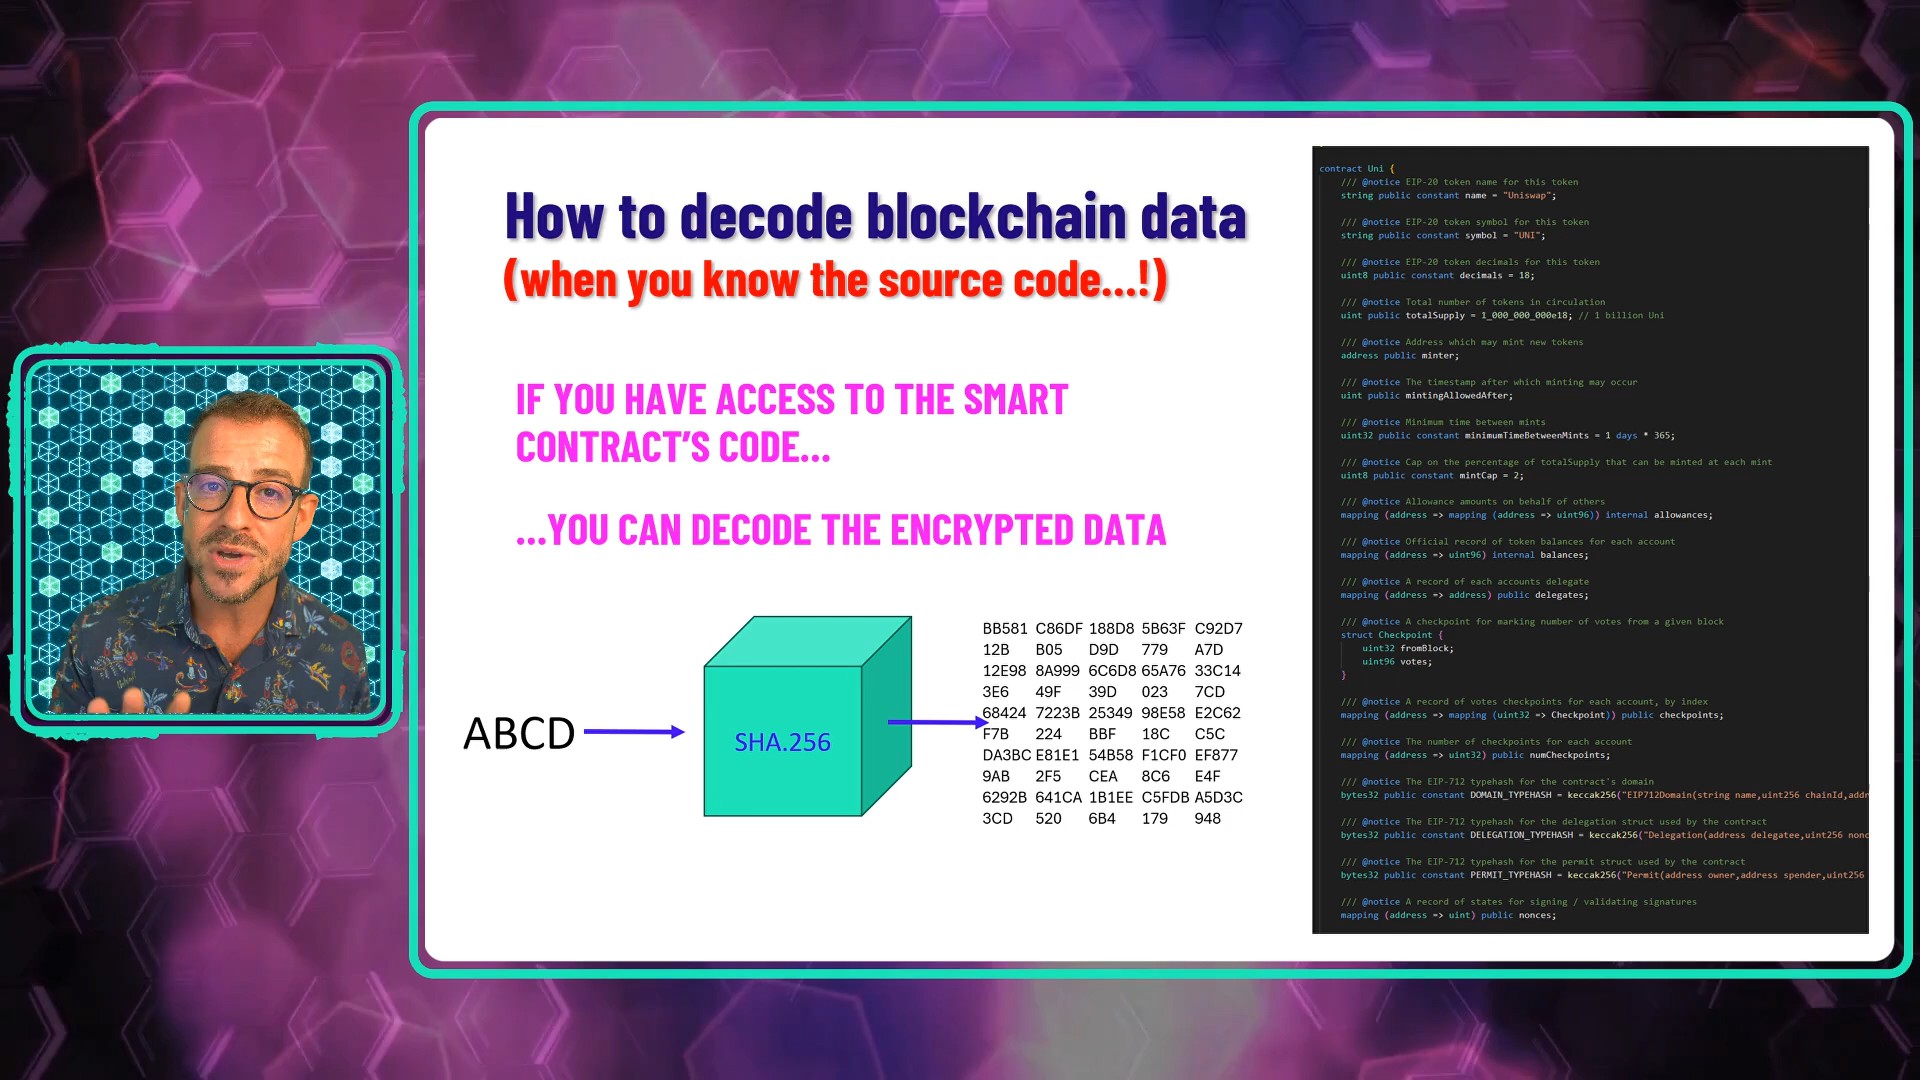 How to decode blockchain data
(when you know the source code...!)
IF YOU HAVE ACCESS TO THE SMART
CONTRACT'S CODE...
...YOU CAN DECODE THE ENCRYPTED DATA
ABCD
SHA.256
BB581 C86DF 188D8 5B63F C92D7
12B B05 D9D 779 A7D
12E98 8A999 6C6D8 65A76 33C14
3E6 49F 39D 023 7CD
68424 7223B 25349 98E58 E2C62
F7B 224 BBF 18C C5C
DA3BC E81E1 54B58 F1CF0 EF877
9AB 2F5 CEA 8C6 E4F
6292B 641CA 1B1EE C5FDB A5D3C
3CD 520 6B4 179 948
contract Uni {
/// @notice EIP-20 token name for this token
string public constant name = "Uniswap";
/// @notice EIP-20 token symbol for this token
string public constant symbol = "UNI";
/// @notice EIP-20 token decimals for this token
uint8 public constant decimals = 18;
/// @notice Total number of tokens in circulation
uint public totalSupply = 1_000_000_000e18; // 1 billion Uni
/// @notice Address which may mint new tokens
address public minter;
/// @notice The timestamp after which minting may occur
uint public mintingAllowedAfter;
/// @notice Minimum time between mints
uint32 public constant minimumTimeBetweenMints = 1 days * 365;
/// @notice Cap on the percentage of totalSupply that can be minted at each mint
uint8 public constant mintCap = 2;
/// @notice Allowance amounts on behalf of others
mapping (address => mapping (address => uint96)) internal allowances;
/// @notice Official record of token balances for each account
mapping (address => uint96) internal balances;
/// @notice A record of each accounts delegate
mapping (address => address) public delegates;
/// @notice A checkpoint for marking number of votes from a given block
struct Checkpoint {
uint32 fromBlock;
uint96 votes;
}
/// @notice A record of votes checkpoints for each account, by index
mapping (address => mapping (uint32 => Checkpoint)) public checkpoints;
/// @notice The number of checkpoints for each account
mapping (address => uint32) public numCheckpoints;
/// @notice The EIP-712 typehash for the contract's domain
bytes32 public constant DOMAIN_TYPEHASH = keccak256("EIP712Domain(string name,uint256 chainId,addr
/// @notice The EIP-712 typehash for the delegation struct used by the contract
bytes32 public constant DELEGATION_TYPEHASH = keccak256("Delegation(address delegatee,uint256 nonc
/// @notice The EIP-712 typehash for the permit struct used by the contract
bytes32 public constant PERMIT_TYPEHASH = keccak256("Permit(address owner,address spender,uint256
/// @notice A record of states for signing / validating signatures
mapping (address => uint) public nonces;